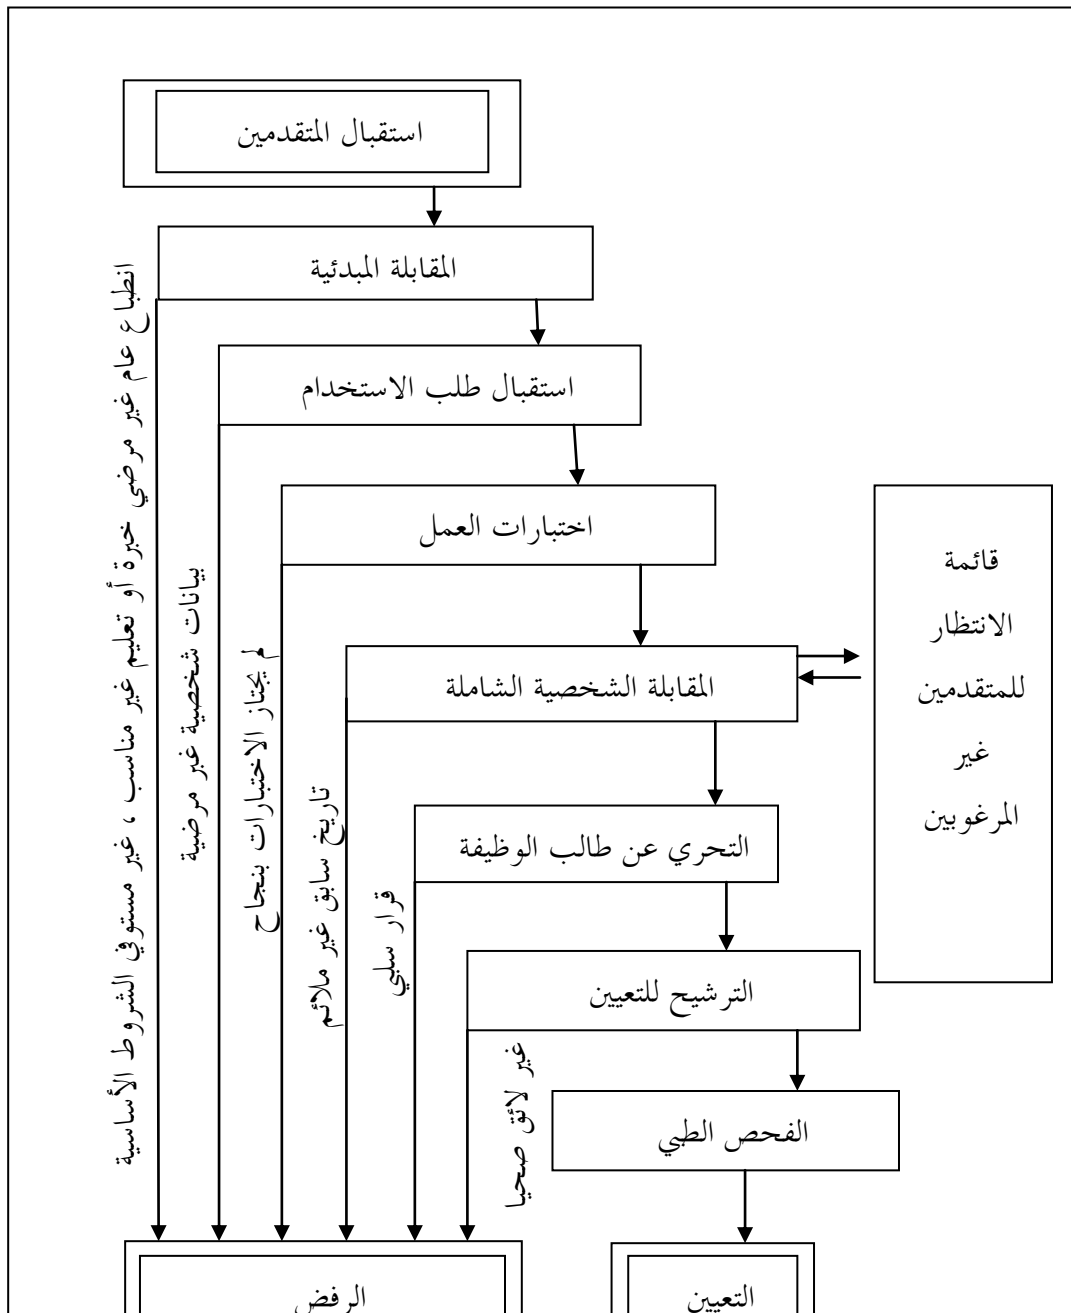 استقبال المتقدمين
المقابلة المبدئية
استقبال طلب الاستخدام
اختبارات العمل
المقابلة الشخصية الشاملة
التحري عن طالب الوظيفة
الترشيح للتعيين
الفحص الطبي
التعيين
الرفض
قائمة
الانتظار
للمتقدمين
غير
المرغوبين
انطباع عام غير مرضي خبرة أو تعليم غير مناسب ، غير مستوفي الشروط الأساسية
بيانات شخصية غير مرضية
لم يجتاز الاختبارات بنجاح
تاريخ سابق غير ملائم
قرار سلبي
غير لائق صحيا